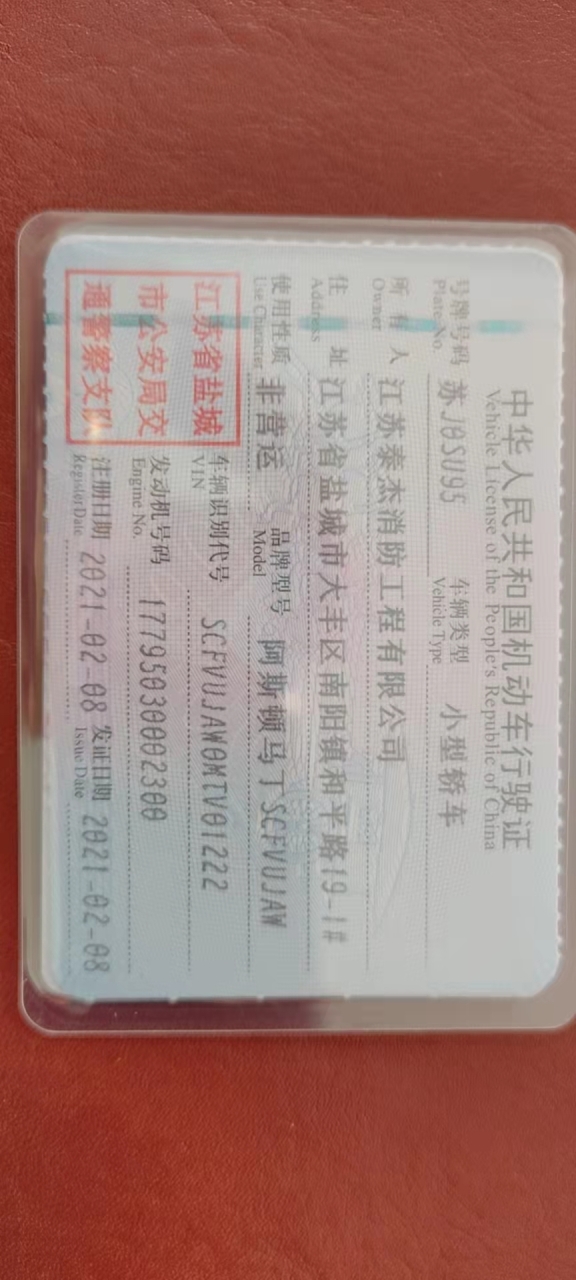 中华人民共和国机动车行驶证
Vehicle License of the People's Republic of China
号牌号码 苏J0SU95 车辆类型 小型轿车
Plate No. Vehicle Type
所有人 江苏泰杰消防工程有限公司
Owner
住址 江苏省盐城市大丰区南阳镇和平路19-1#
Address
使用性质 非营运 品牌型号 阿斯顿马丁SCFVUJAW
Use Character Model
江苏省盐城
市公安局交
通警察支队
车辆识别代号 SCFVUJAW0MTV01222
VIN
发动机号码 17795030002300
Engine No.
注册日期 2021-02-08 发证日期 2021-02-08
Register Date Issue Date